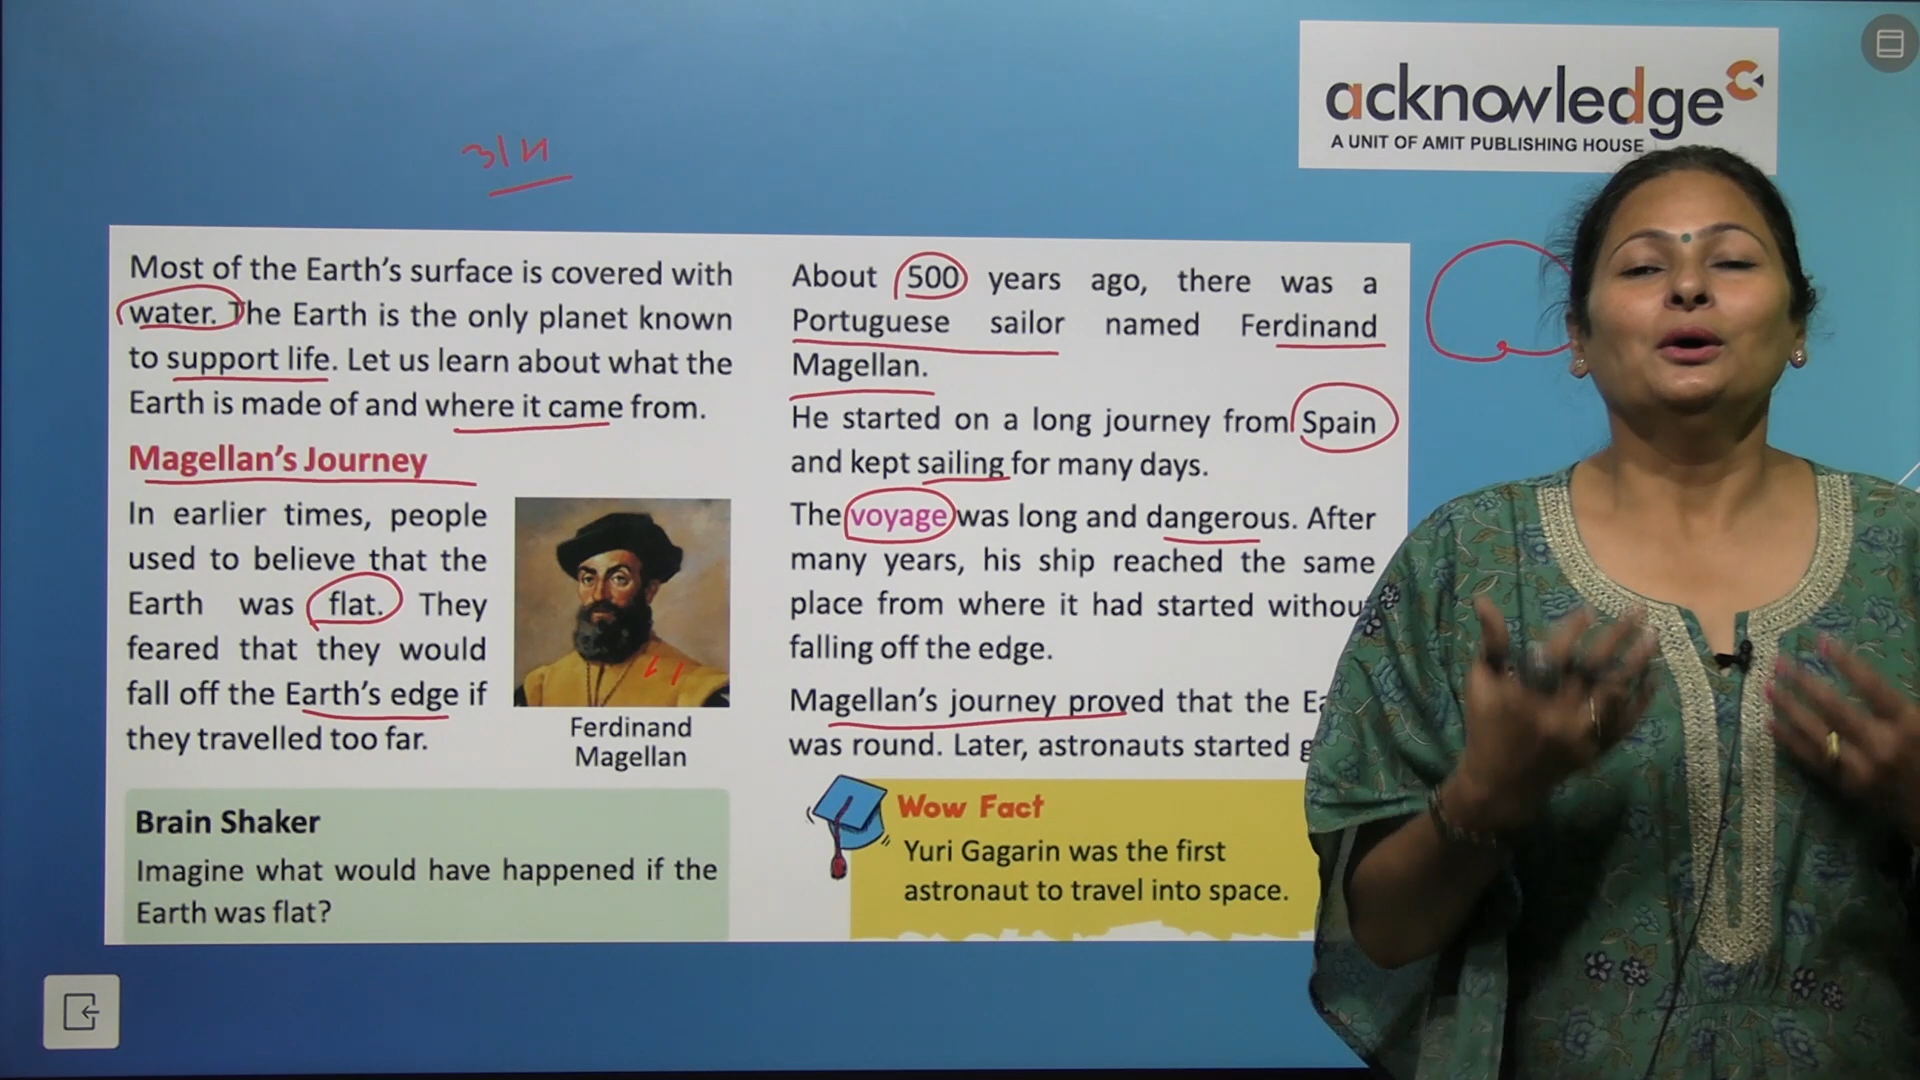 acknowledge
A UNIT OF AMIT PUBLISHING HOUSE
Most of the Earth's surface is covered with
water. The Earth is the only planet known
to support life. Let us learn about what the
Earth is made of and where it came from.
Magellan's Journey
In earlier times, people
used to believe that the
Earth was flat. They
feared that they would
fall off the Earth's edge if
they travelled too far.
Ferdinand
Magellan
Brain Shaker
Imagine what would have happened if the
Earth was flat?
About 500 years ago, there was a
Portuguese sailor named Ferdinand
Magellan.
He started on a long journey from Spain
and kept sailing for many days.
The voyage was long and dangerous. After
many years, his ship reached the same
place from where it had started without
falling off the edge.
Magellan's journey proved that the
was round. Later, astronauts started
Wow Fact
Yuri Gagarin was the first
astronaut to travel into space.